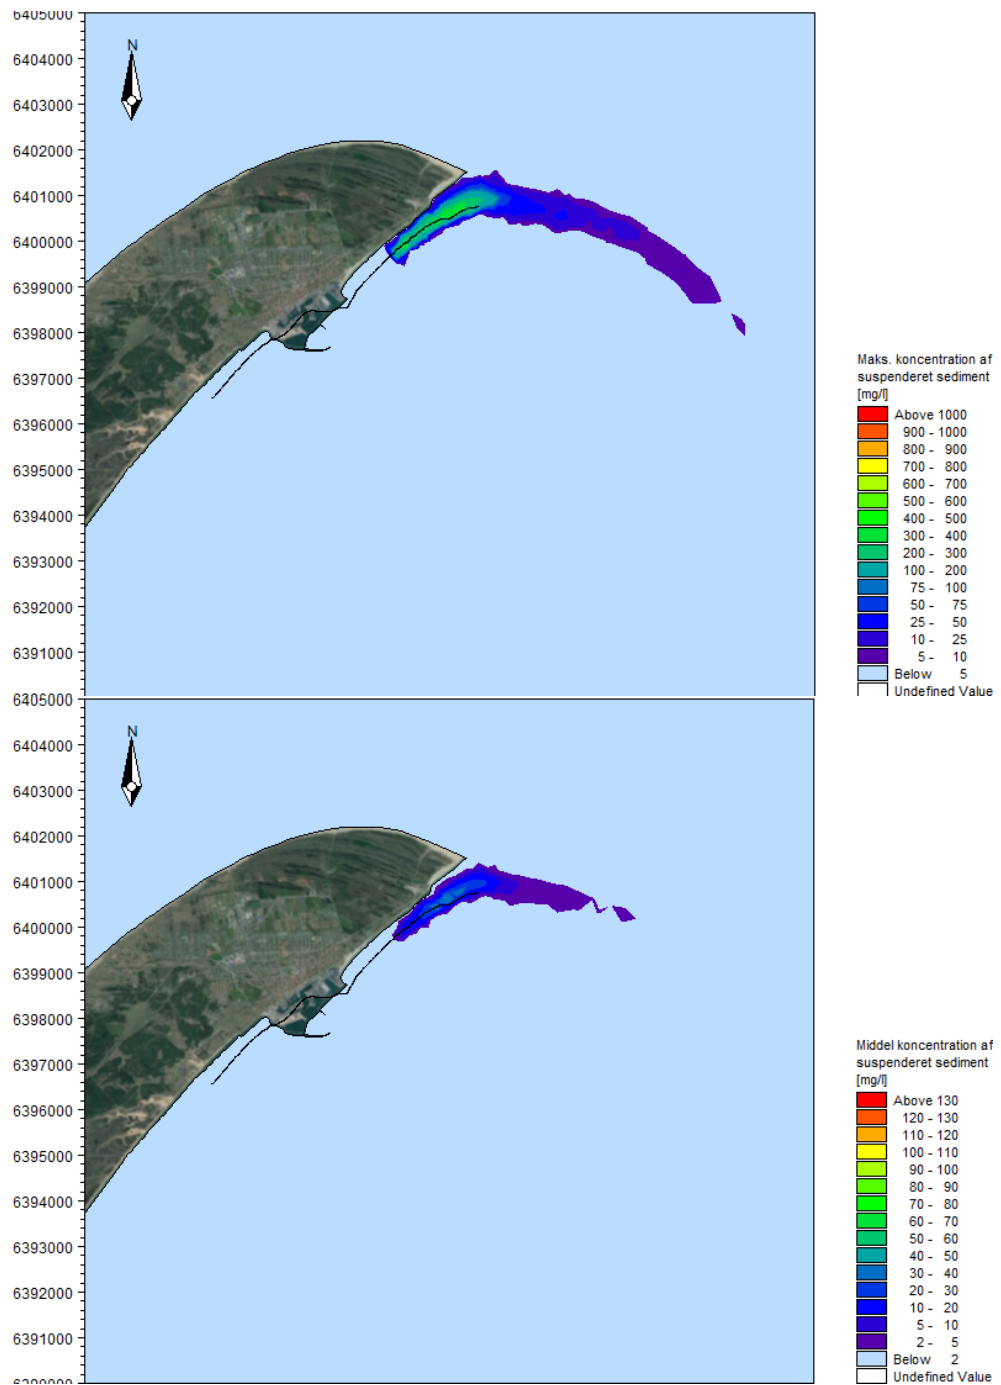 6405000
N
6404000
6403000
6402000
6401000
6400000
6399000
6398000
6397000
6396000
6395000
6394000
6393000
6392000
6391000
Maks. koncentration af
suspenderet sediment
[mg/l]
Above 1000
900 - 1000
800 - 900
700 - 800
600 - 700
500 - 600
400 - 500
300 - 400
200 - 300
100 - 200
75 - 100
50 - 75
25 - 50
10 - 25
5 - 10
Below 5
Undefined Value
6405000
N
6404000
6403000
6402000
6401000
6400000
6399000
6398000
6397000
6396000
6395000
6394000
6393000
6392000
6391000
Middel koncentration af
suspenderet sediment
[mg/l]
Above 130
120 - 130
110 - 120
100 - 110
90 - 100
80 - 90
70 - 80
60 - 70
50 - 60
40 - 50
30 - 40
20 - 30
10 - 20
5 - 10
2 - 5
Below 2
Undefined Value